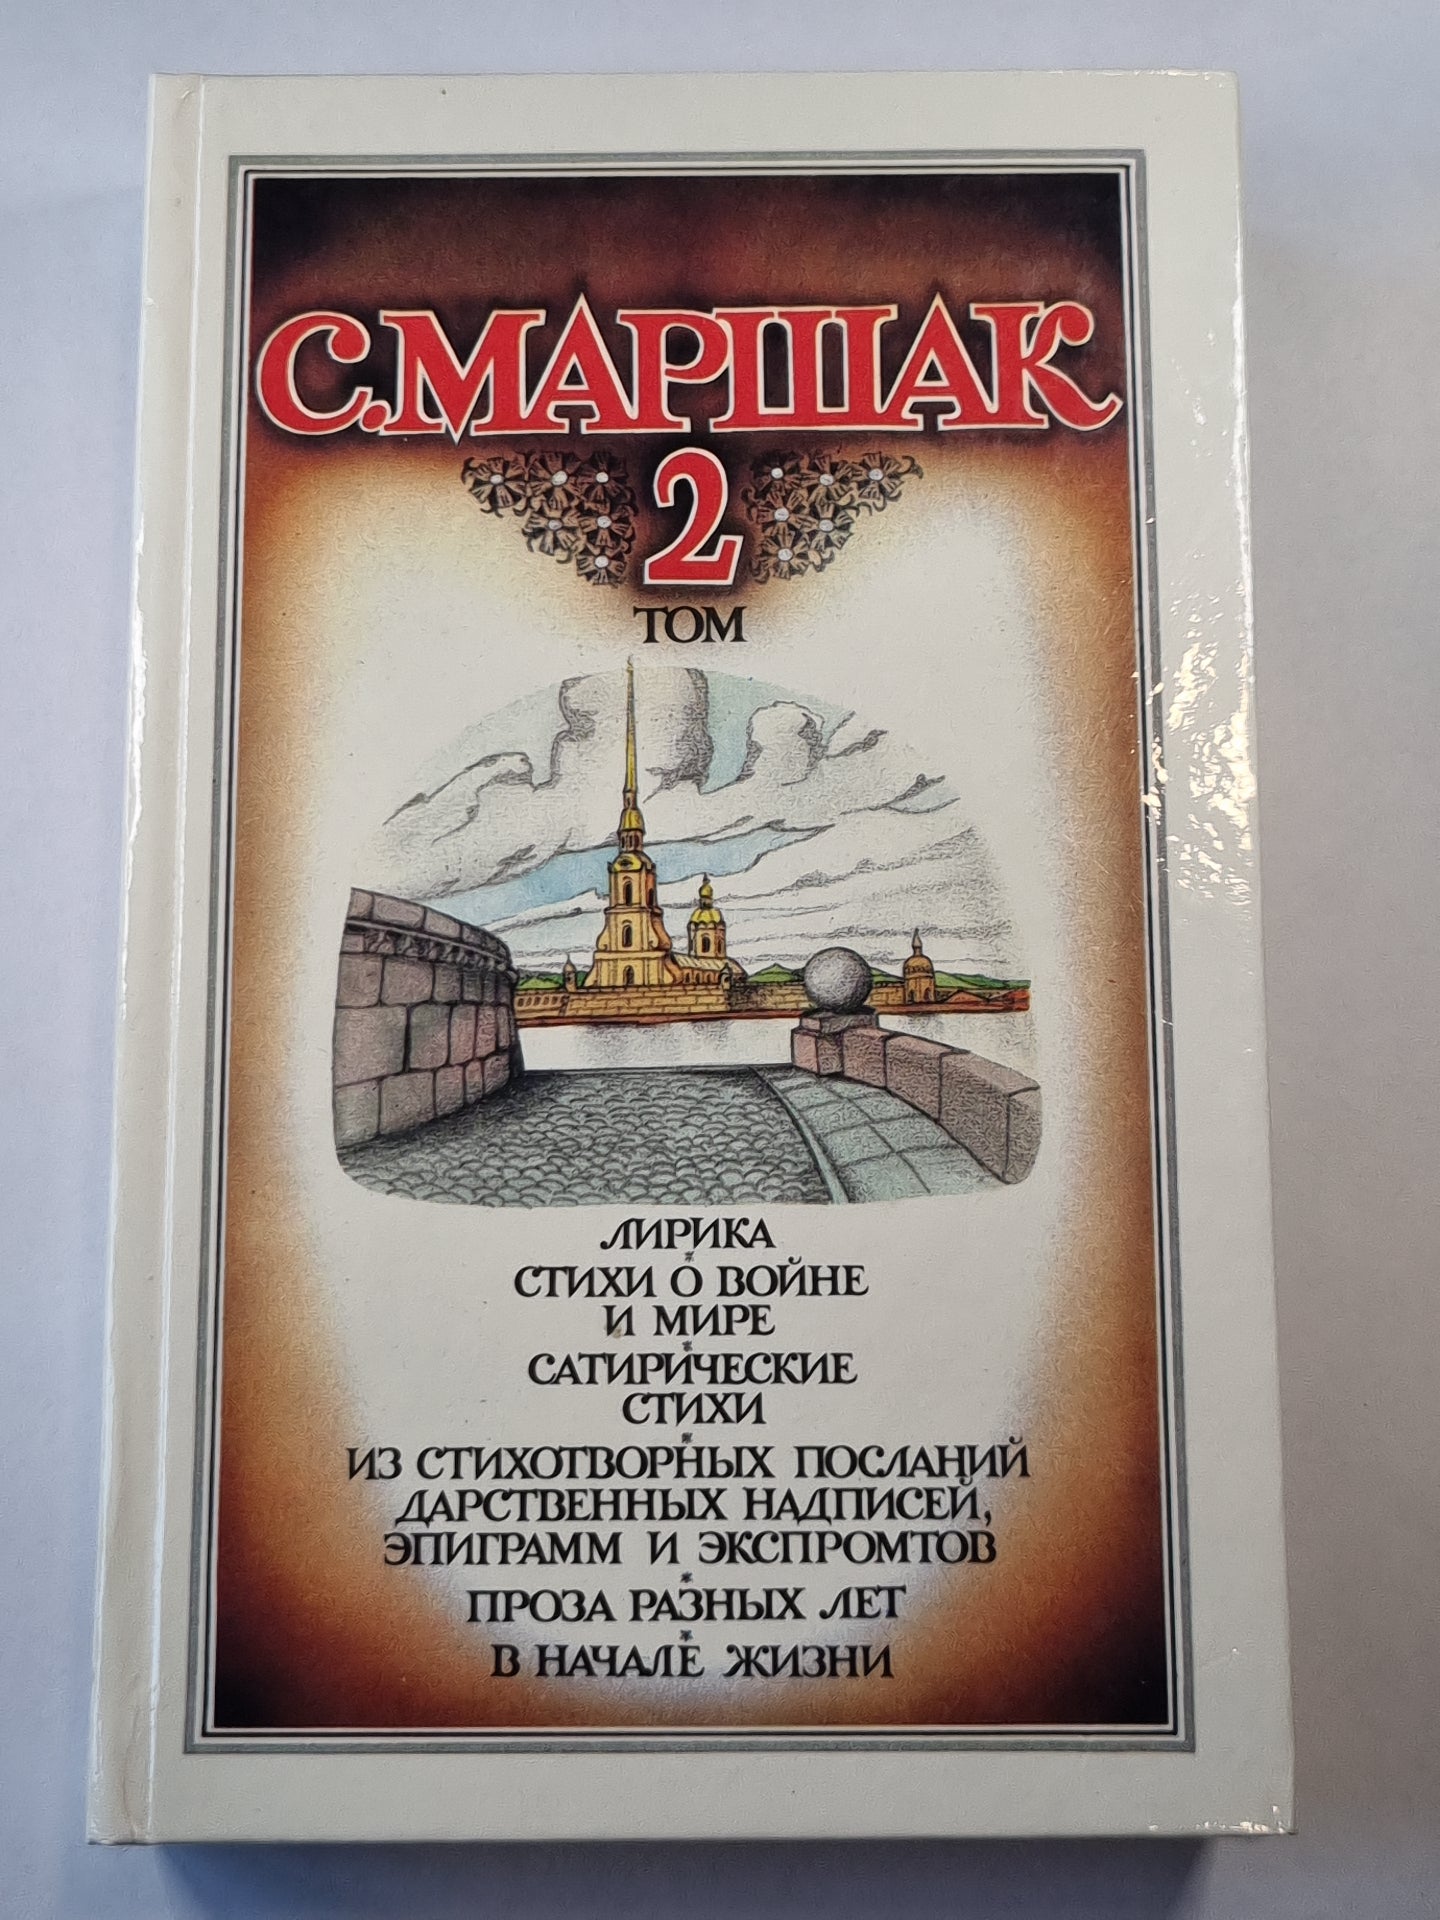 С.МАРШАК
2
ТОМ
ЛИРИКА
СТИХИ О ВОЙНЕ
И МИРЕ
САТИРИЧЕСКИЕ
СТИХИ
ИЗ СТИХОТВОРНЫХ ПОСЛАНИЙ
ДАРСТВЕННЫХ НАДПИСЕЙ,
ЭПИГРАММ И ЭКСПРОМТОВ
ПРОЗА РАЗНЫХ ЛЕТ
В НАЧАЛЕ ЖИЗНИ